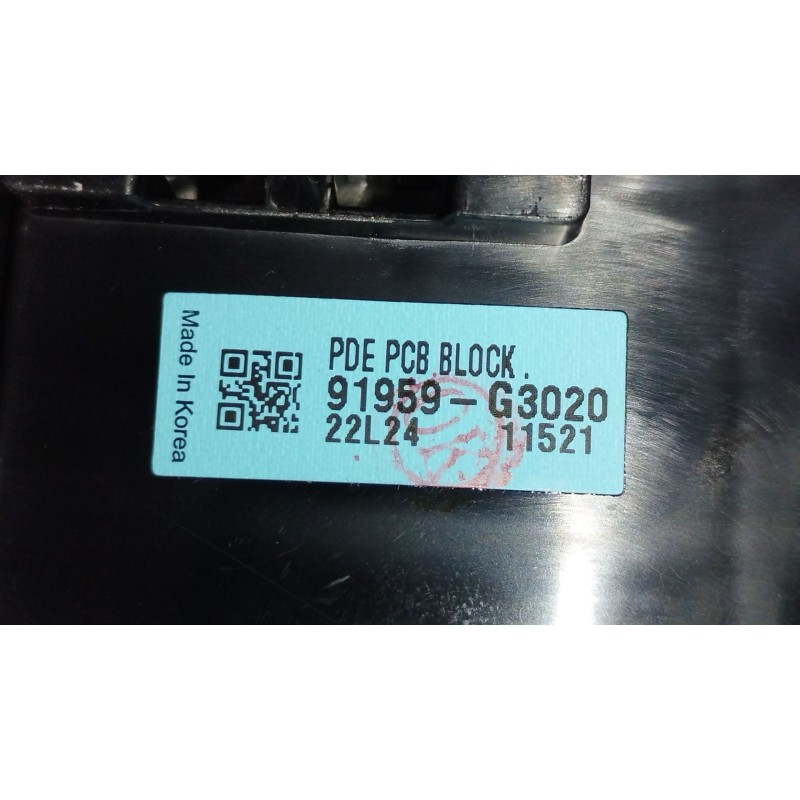 Made In Korea
PDE PCB BLOCK .
91959-G3020
22L24 11521